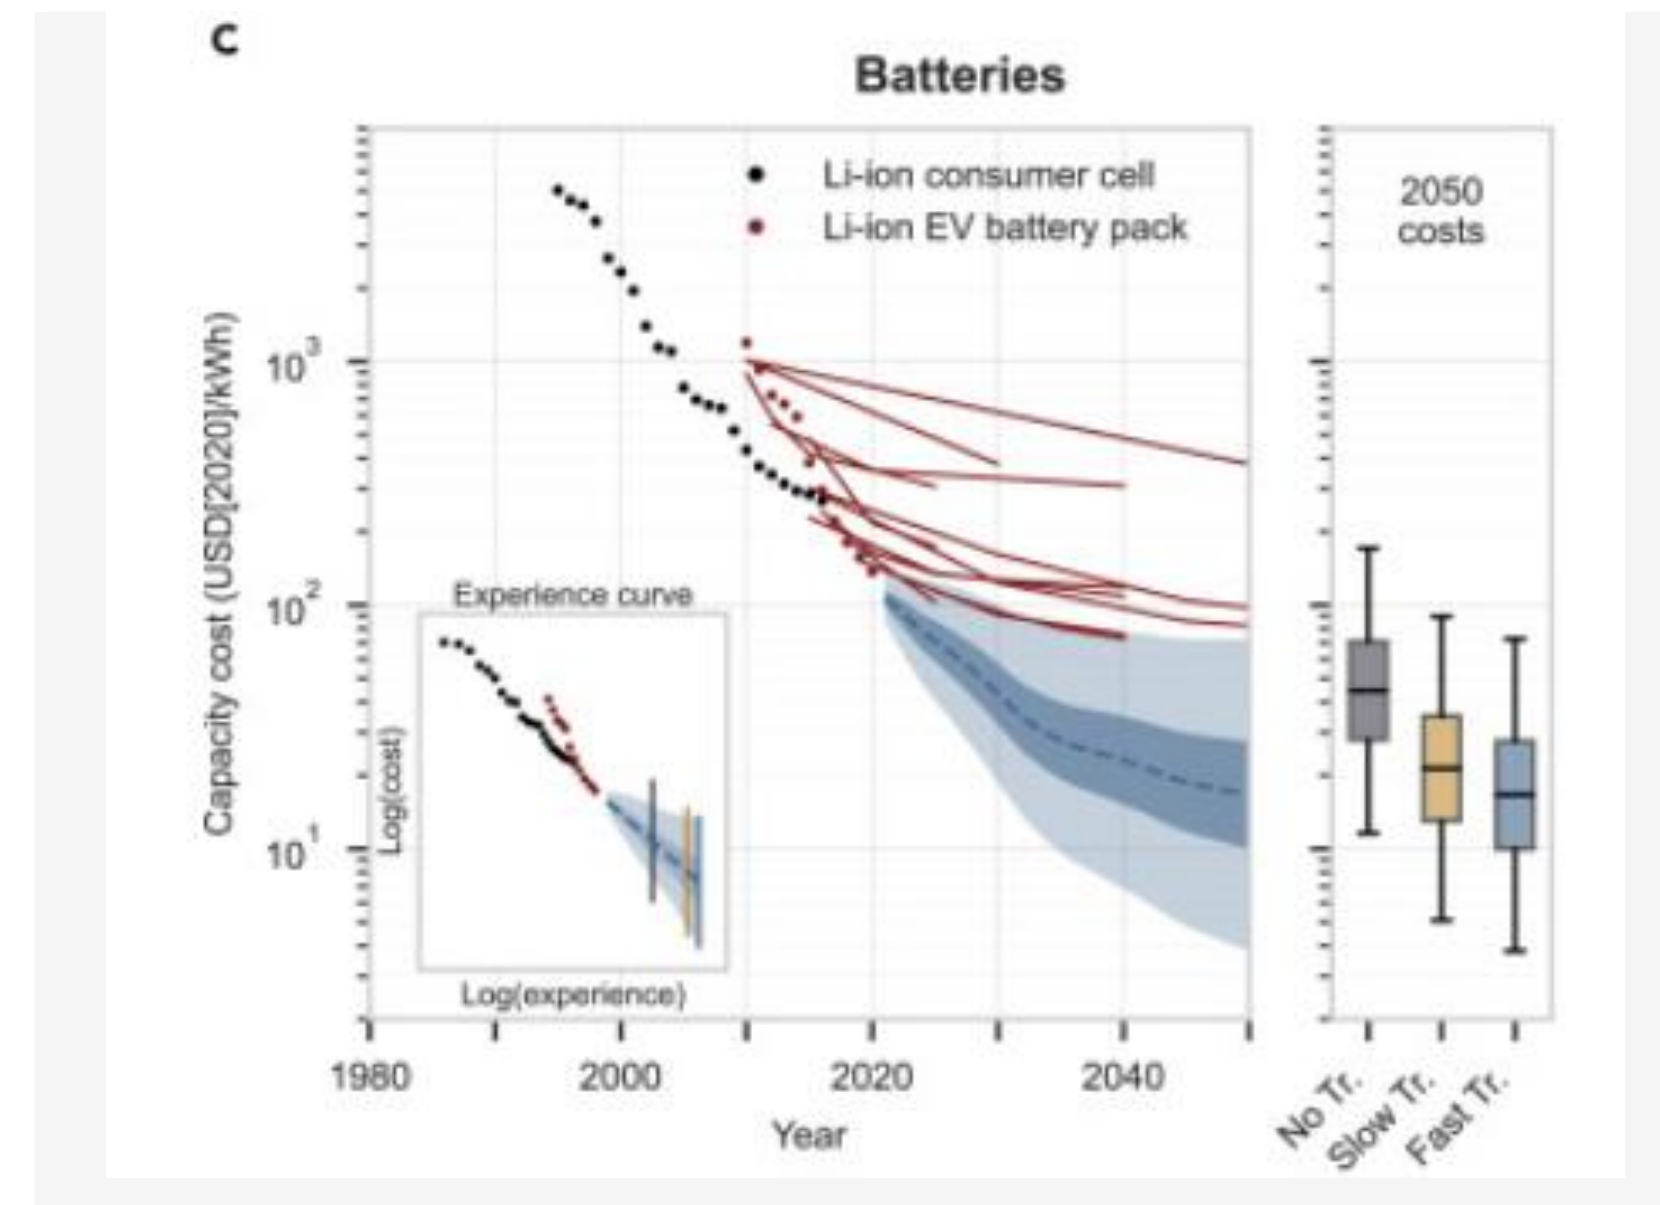 C
Batteries
Li-ion consumer cell
Li-ion EV battery pack
2050
costs
Capacity cost (USD[2020]/kWh)
10³
10²
10¹
Experience curve
Log(cost)
Log(experience)
1980
2000
2020
2040
Year
No Tr.
Slow Tr.
Fast Tr.